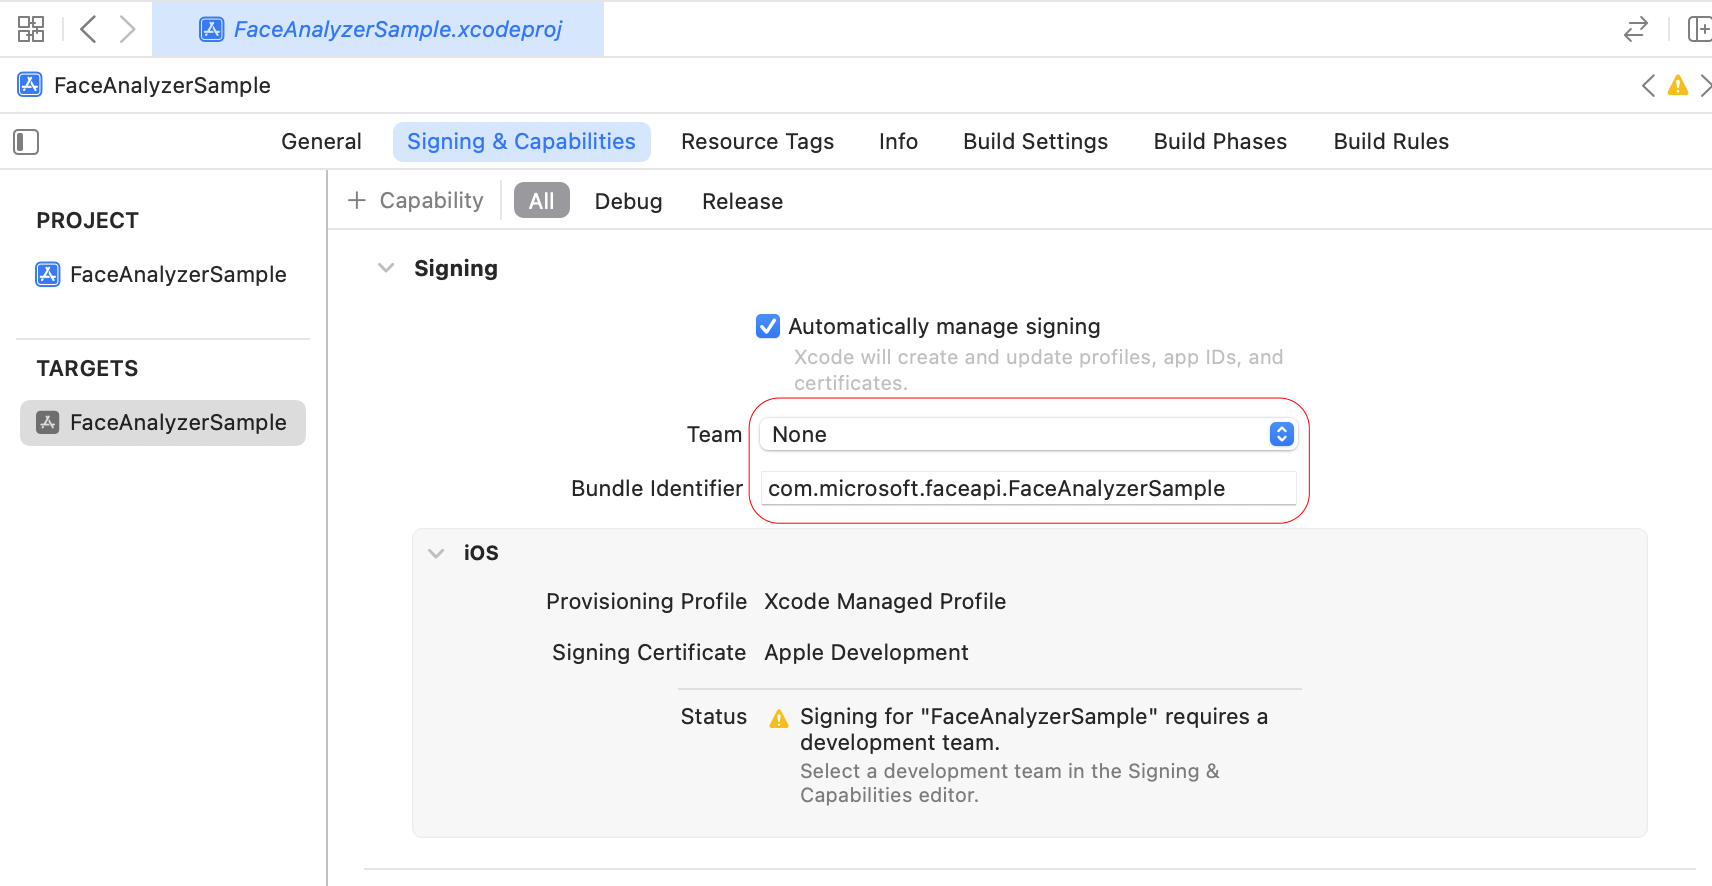 FaceAnalyzerSample.xcodeproj
FaceAnalyzerSample
General Signing & Capabilities Resource Tags Info Build Settings Build Phases Build Rules
PROJECT
FaceAnalyzerSample
TARGETS
FaceAnalyzerSample
+ Capability All Debug Release
Signing
Automatically manage signing
Xcode will create and update profiles, app IDs, and
certificates.
Team None
Bundle Identifier com.microsoft.faceapi.FaceAnalyzerSample
iOS
Provisioning Profile Xcode Managed Profile
Signing Certificate Apple Development
Status Signing for "FaceAnalyzerSample" requires a
development team.
Select a development team in the Signing &
Capabilities editor.